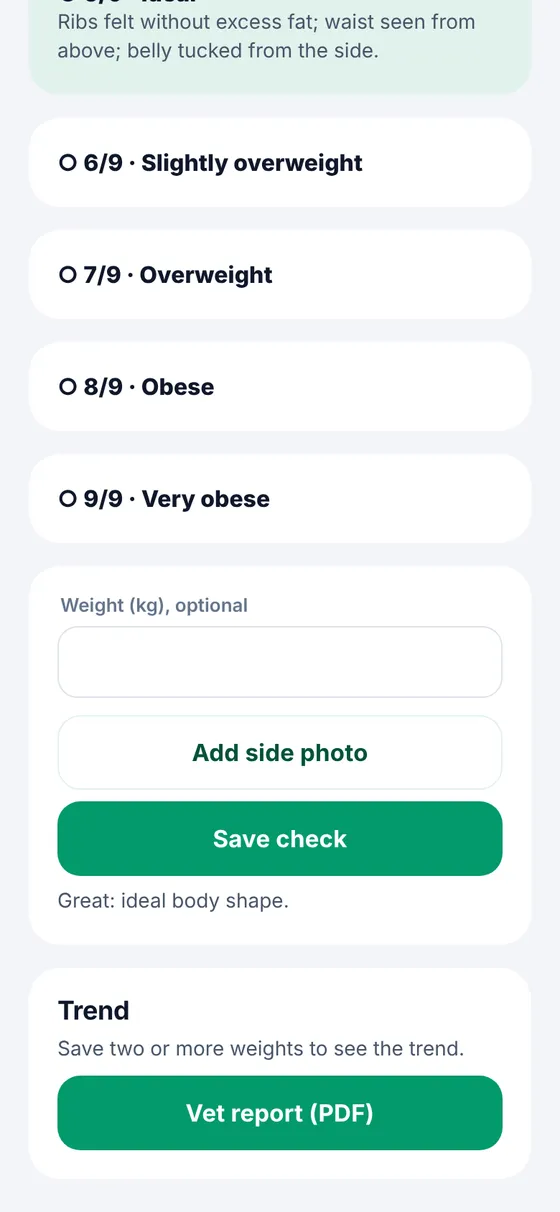 Ribs felt without excess fat; waist seen from
above; belly tucked from the side.
6/9 · Slightly overweight
7/9 · Overweight
8/9 · Obese
9/9 · Very obese
Weight (kg), optional
Add side photo
Save check
Great: ideal body shape.
Trend
Save two or more weights to see the trend.
Vet report (PDF)